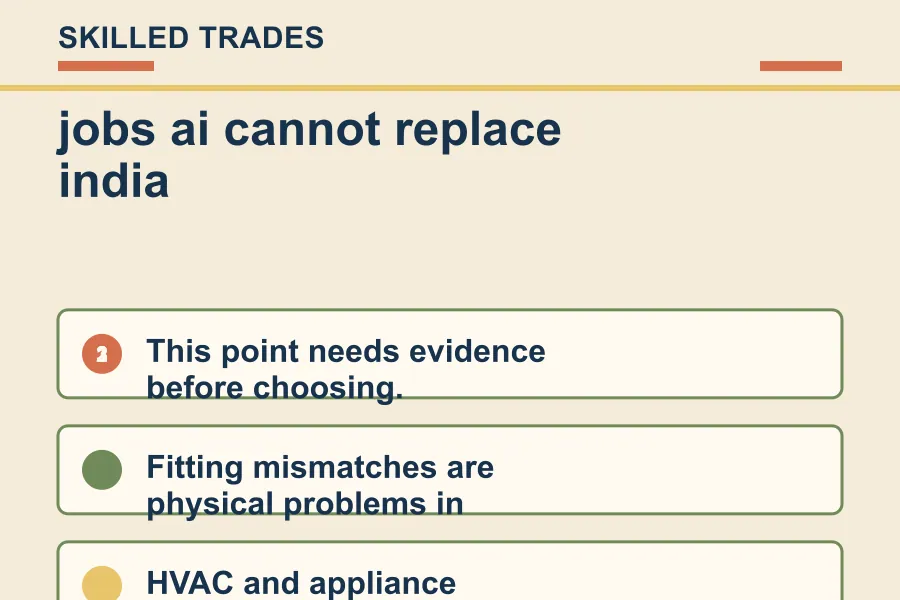 SKILLED TRADES
jobs ai cannot replace
india
This point needs evidence
before choosing.
Fitting mismatches are
physical problems in
HVAC and appliance